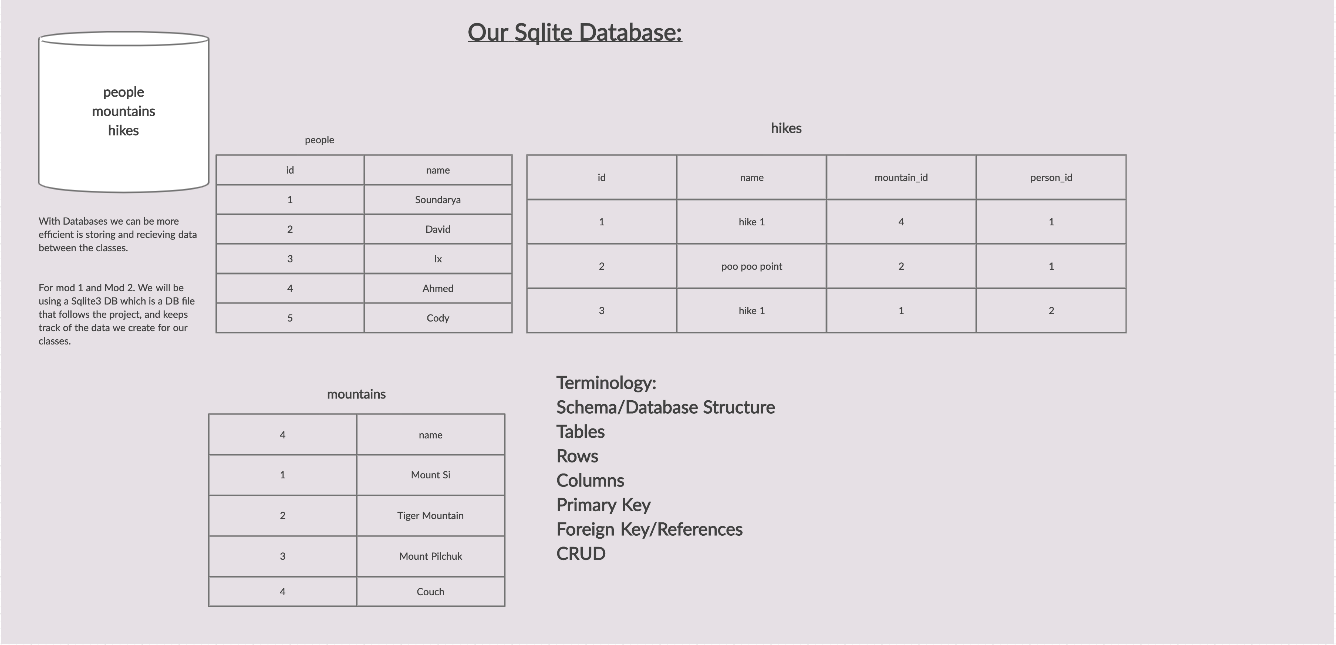 Our Sqlite Database:
people
mountains
hikes
With Databases we can be more
efficient is storing and recieving data
between the classes.
For mod 1 and Mod 2. We will be
using a Sqlite3 DB which is a DB file
that follows the project, and keeps
track of the data we create for our
classes.
people
id name
1 Soundarya
2 David
3 Ix
4 Ahmed
5 Cody
hikes
id name mountain_id person_id
1 hike 1 4 1
2 poo poo point 2 1
3 hike 1 1 2
mountains
4 name
1 Mount Si
2 Tiger Mountain
3 Mount Pilchuk
4 Couch
Terminology:
Schema/Database Structure
Tables
Rows
Columns
Primary Key
Foreign Key/References
CRUD